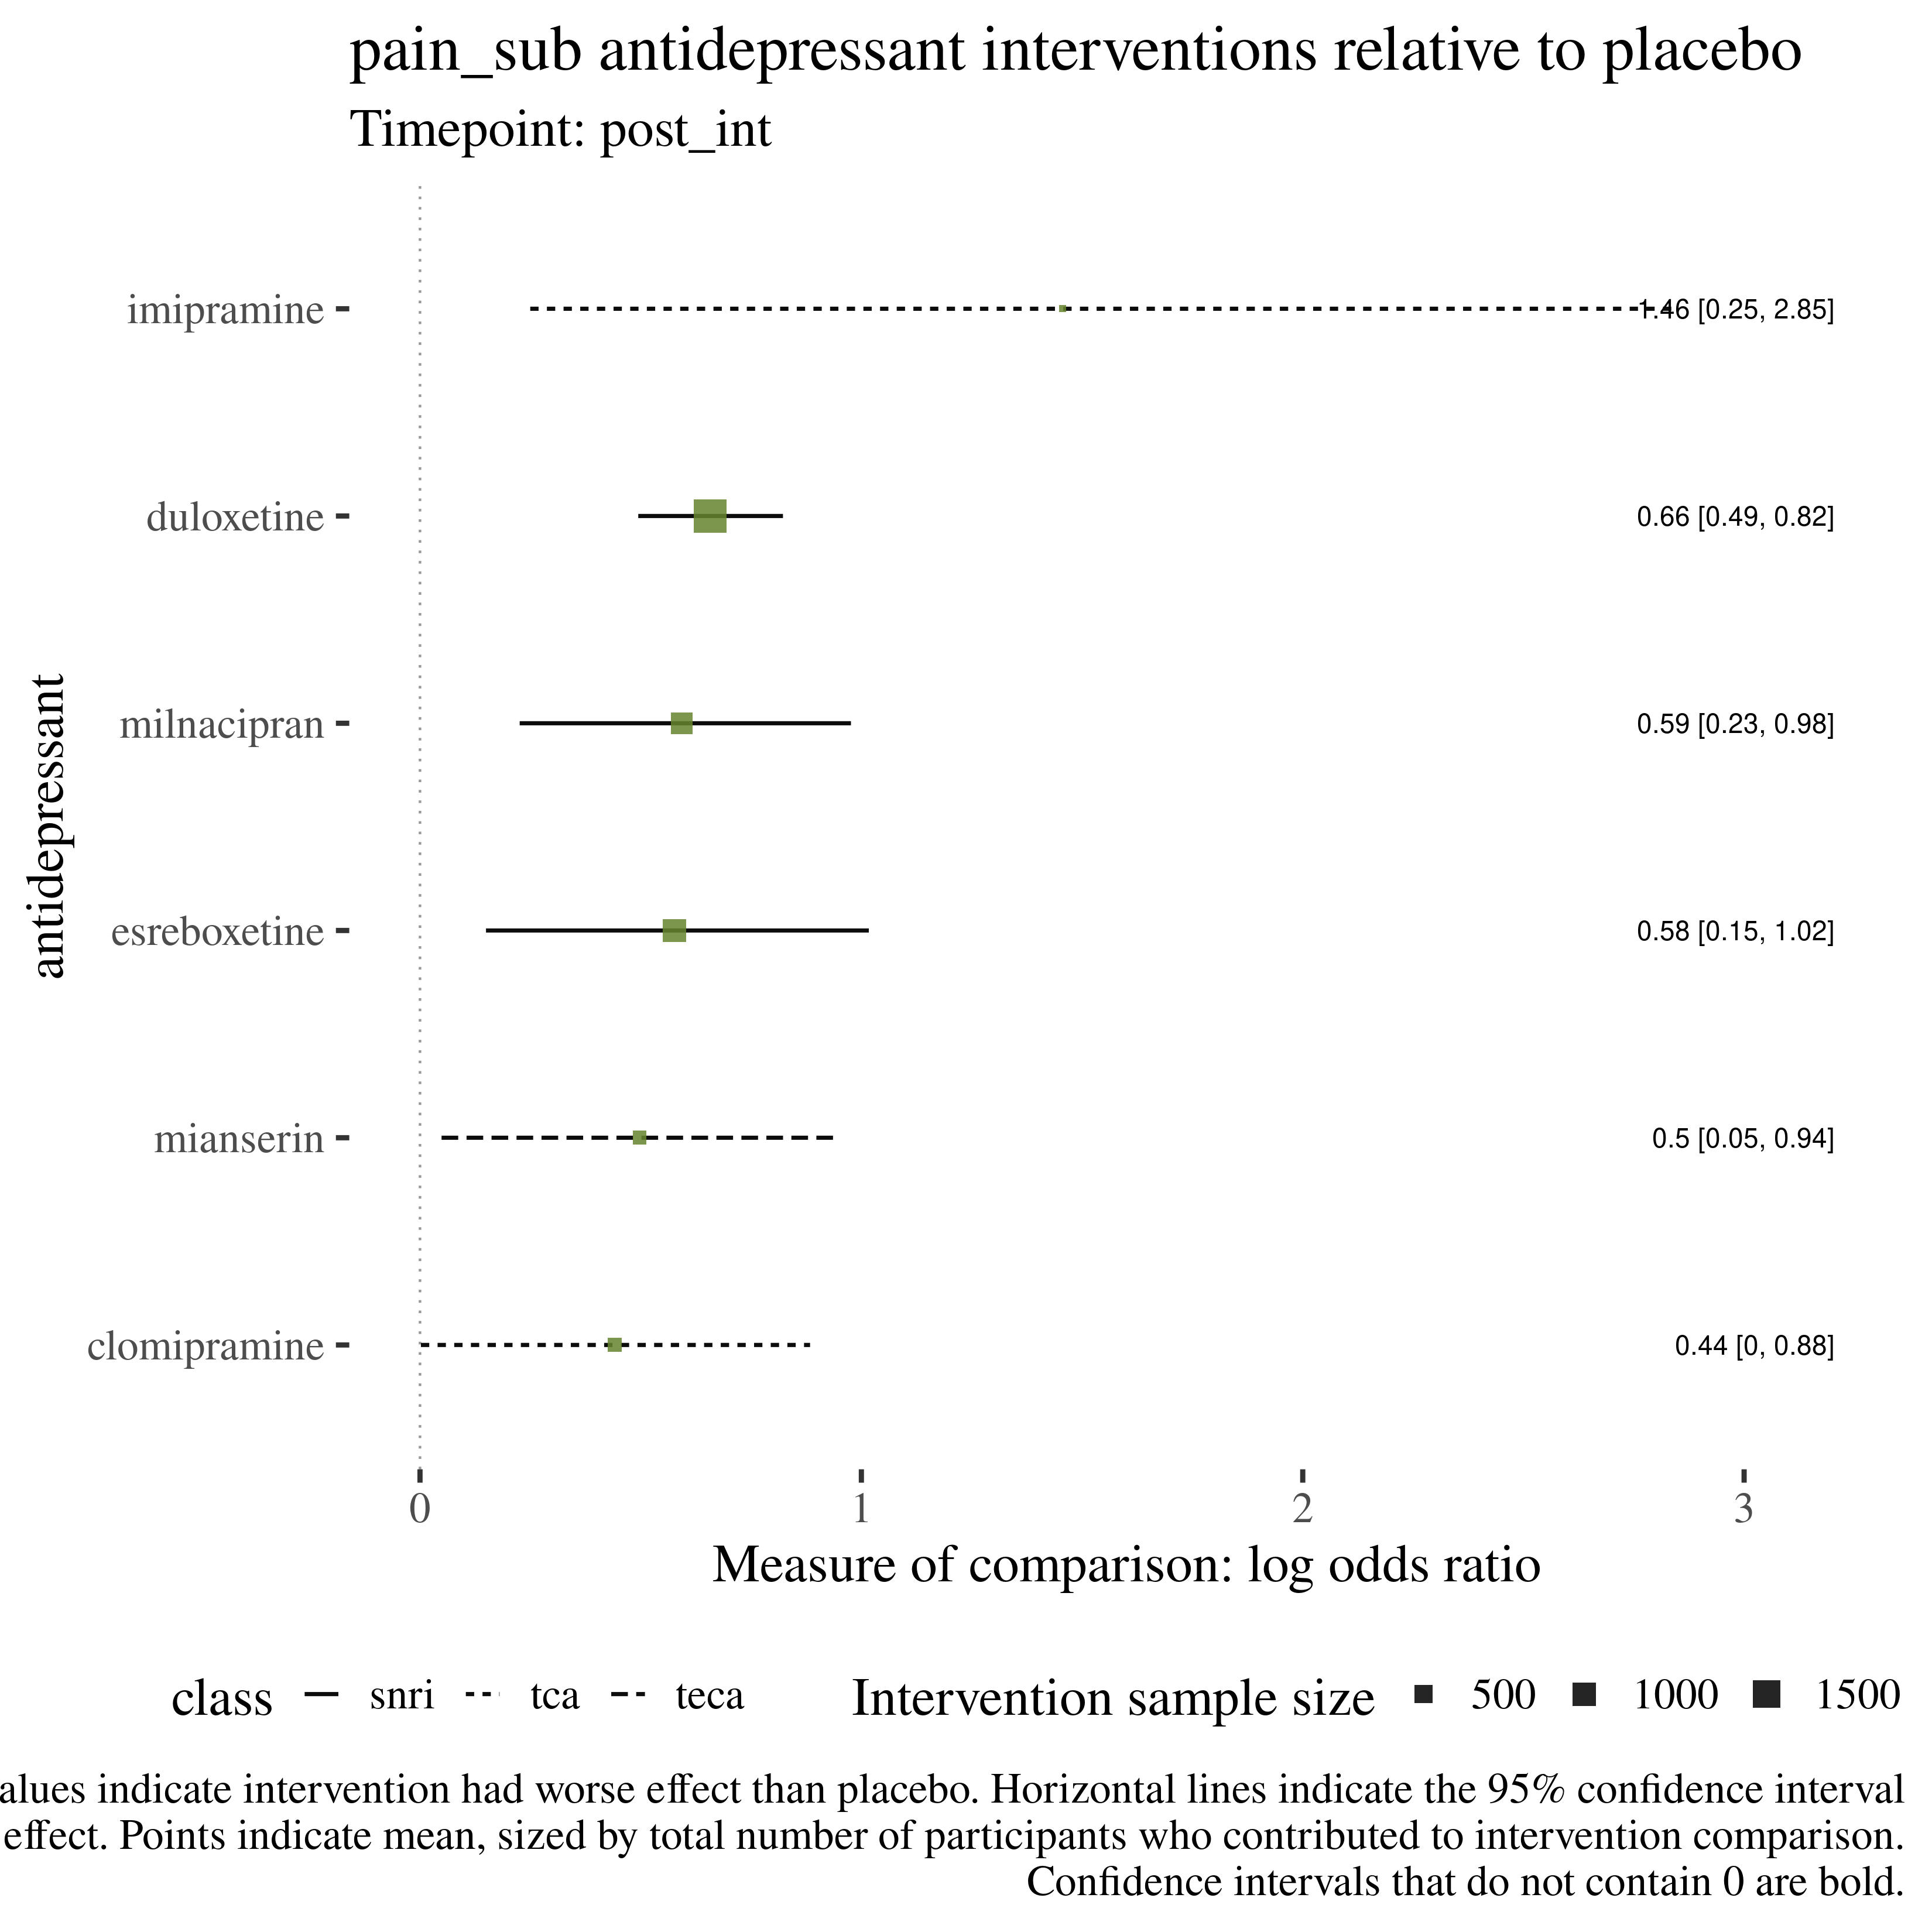 pain_sub antidepressant interventions relative to placebo
Timepoint: post_int
antidepressant
imipramine 1.46 [0.25, 2.85]
duloxetine 0.66 [0.49, 0.82]
milnacipran 0.59 [0.23, 0.98]
esreboxetine 0.58 [0.15, 1.02]
mianserin 0.5 [0.05, 0.94]
clomipramine 0.44 [0, 0.88]
0 1 2 3
Measure of comparison: log odds ratio
class snri tca teca Intervention sample size 500 1000 1500
alues indicate intervention had worse effect than placebo. Horizontal lines indicate the 95% confidence interval
effect. Points indicate mean, sized by total number of participants who contributed to intervention comparison.
Confidence intervals that do not contain 0 are bold.